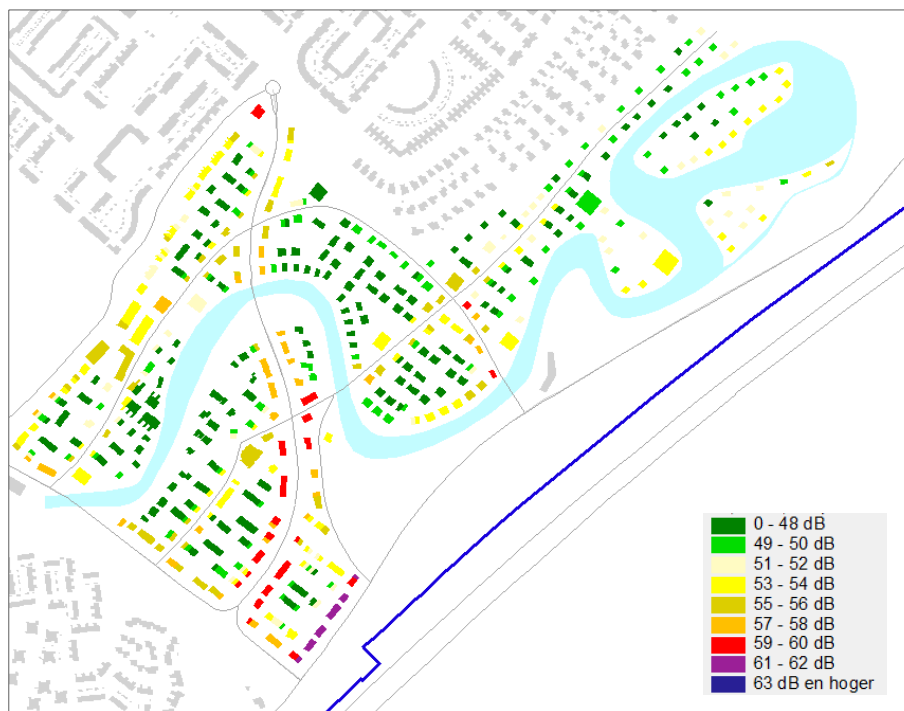 0 - 48 dB
49 - 50 dB
51 - 52 dB
53 - 54 dB
55 - 56 dB
57 - 58 dB
59 - 60 dB
61 - 62 dB
63 dB en hoger